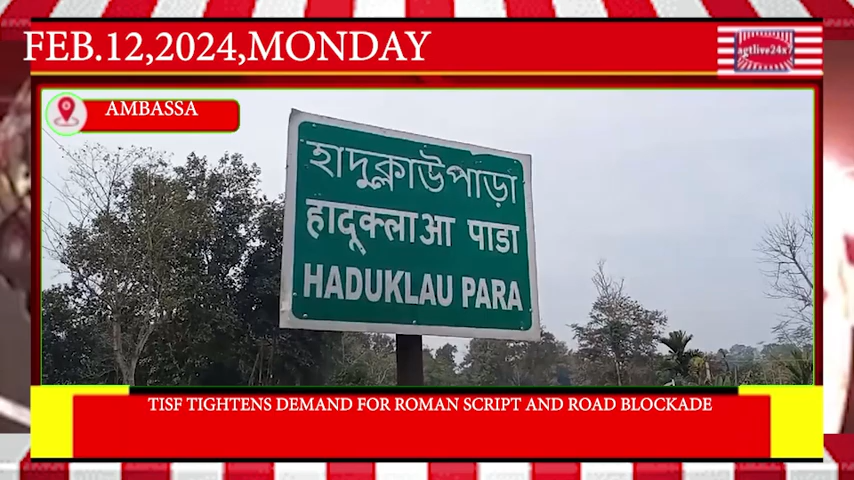 FEB.12,2024,MONDAY
agtlive24x7
AMBASSA
হাদুক্লাউপাড়া
हादूक्लाआ पाडा
HADUKLAU PARA
TISF TIGHTENS DEMAND FOR ROMAN SCRIPT AND ROAD BLOCKADE